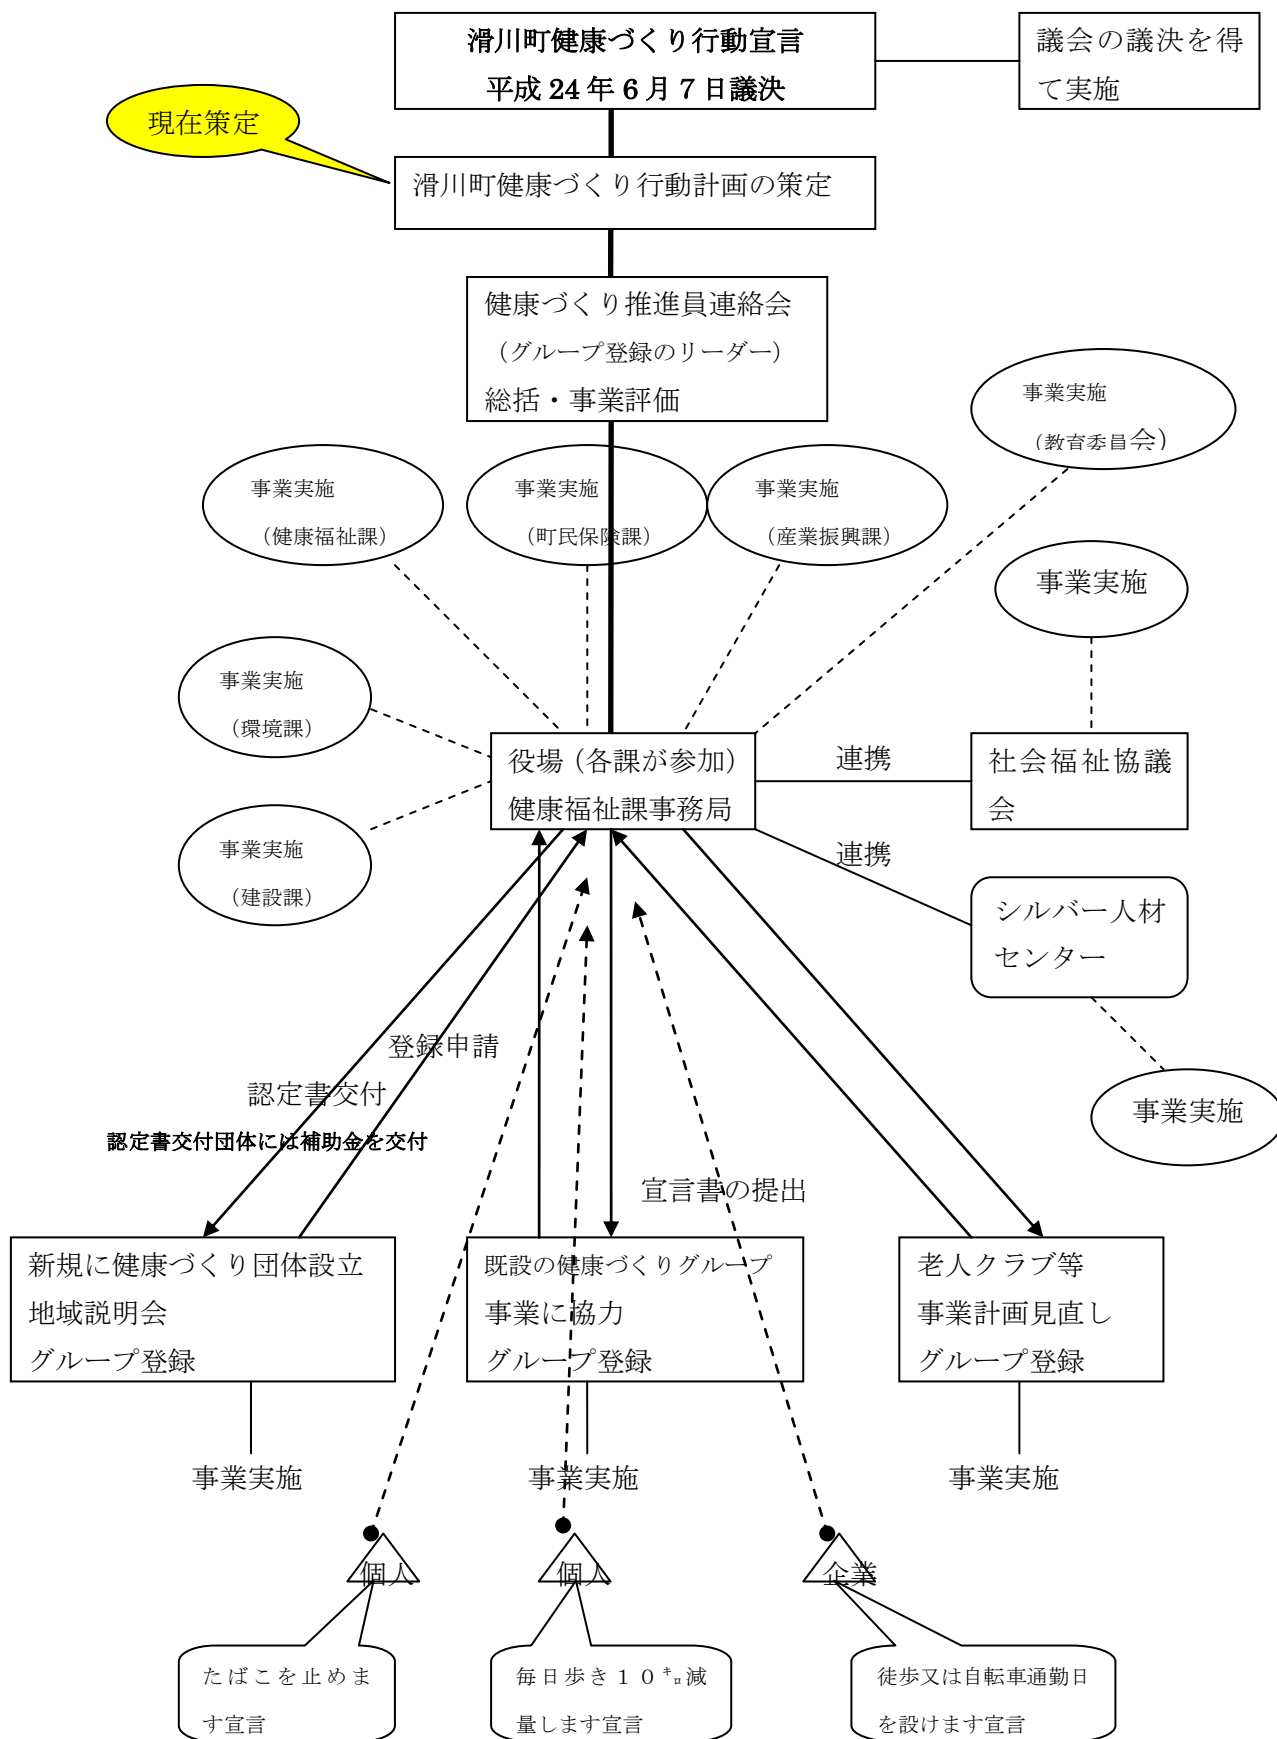 滑川町健康づくり行動宣言
平成 24 年 6 月 7 日議決
議会の議決を得
て実施
現在策定
滑川町健康づくり行動計画の策定
健康づくり推進員連絡会
（グループ登録のリーダー）
総括・事業評価
事業実施
（教育委員会）
事業実施
（健康福祉課）
事業実施
（町民保険課）
事業実施
（産業振興課）
事業実施
事業実施
（環境課）
役場（各課が参加）
健康福祉課事務局
連携
社会福祉協議
会
事業実施
（建設課）
連携
シルバー人材
センター
登録申請
認定書交付
認定書交付団体には補助金を交付
事業実施
宣言書の提出
新規に健康づくり団体設立
地域説明会
グループ登録
既設の健康づくりグループ
事業に協力
グループ登録
老人クラブ等
事業計画見直し
グループ登録
事業実施
事業実施
事業実施
個人
個人
企業
たばこを止めま
す宣言
毎日歩き１０㌔減
量します宣言
徒歩又は自転車通勤日
を設けます宣言